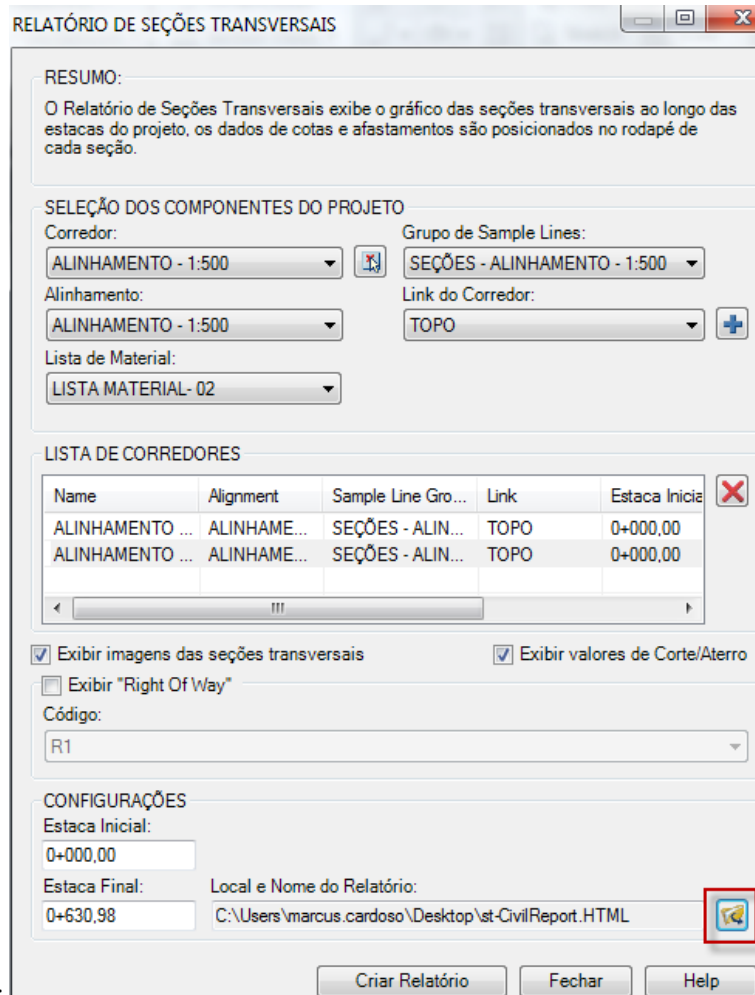 RELATÓRIO DE SEÇÕES TRANSVERSAIS
RESUMO:
O Relatório de Seções Transversais exibe o gráfico das seções transversais ao longo das
estacas do projeto, os dados de cotas e afastamentos são posicionados no rodapé de
cada seção.
SELEÇÃO DOS COMPONENTES DO PROJETO
Corredor: Grupo de Sample Lines:
ALINHAMENTO - 1:500 SEÇÕES - ALINHAMENTO - 1:500
Alinhamento: Link do Corredor:
ALINHAMENTO - 1:500 TOPO
Lista de Material:
LISTA MATERIAL- 02
LISTA DE CORREDORES
Name Alignment Sample Line Gro... Link Estaca Inicia
ALINHAMENTO ... ALINHAME... SEÇÕES - ALIN... TOPO 0+000,00
ALINHAMENTO ... ALINHAME... SEÇÕES - ALIN... TOPO 0+000,00
Exibir imagens das seções transversais Exibir valores de Corte/Aterro
Exibir "Right Of Way"
Código:
R1
CONFIGURAÇÕES
Estaca Inicial:
0+000,00
Estaca Final: Local e Nome do Relatório:
0+630,98 C:\Users\marcus.cardoso\Desktop\st-CivilReport.HTML
Criar Relatório Fechar Help